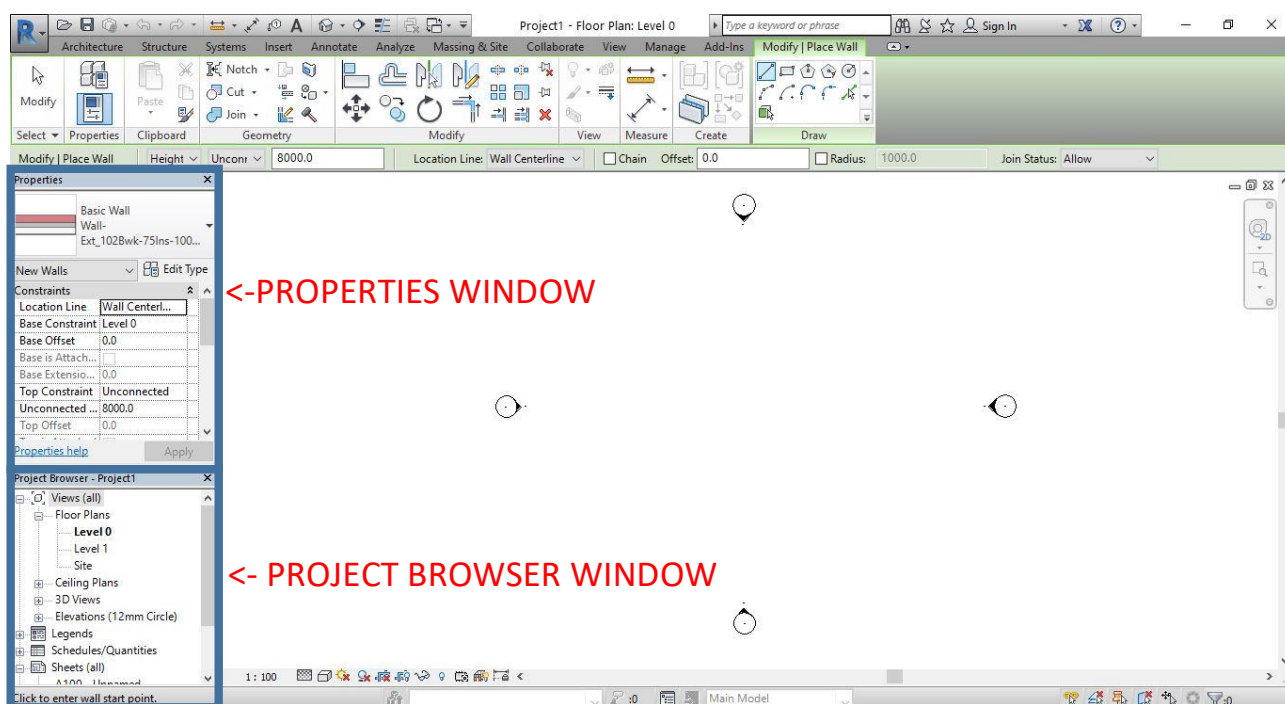 Project1 - Floor Plan: Level 0 Type a keyword or phrase Sign In
Architecture Structure Systems Insert Annotate Analyze Massing & Site Collaborate View Manage Add-Ins Modify | Place Wall
Modify
Paste
Notch
Cut
Join
Select Properties Clipboard Geometry Modify View Measure Create Draw
Modify | Place Wall Height Unconr 8000.0 Location Line: Wall Centerline Chain Offset: 0.0 Radius: 1000.0 Join Status: Allow
Properties
Basic Wall
Wall-
Ext_102Bwk-75Ins-100...
New Walls Edit Type
Constraints
Location Line Wall Centerl...
Base Constraint Level 0
Base Offset 0.0
Base is Attach...
Base Extensio... 0.0
Top Constraint Unconnected
Unconnected ... 8000.0
Top Offset 0.0
Properties help Apply
<-PROPERTIES WINDOW
Project Browser - Project1
Views (all)
Floor Plans
Level 0
Level 1
Site
Ceiling Plans
3D Views
Elevations (12mm Circle)
Legends
Schedules/Quantities
Sheets (all)
A100 - Unnamed
<- PROJECT BROWSER WINDOW
2D
1 : 100
Click to enter wall start point. :0 Main Model :0